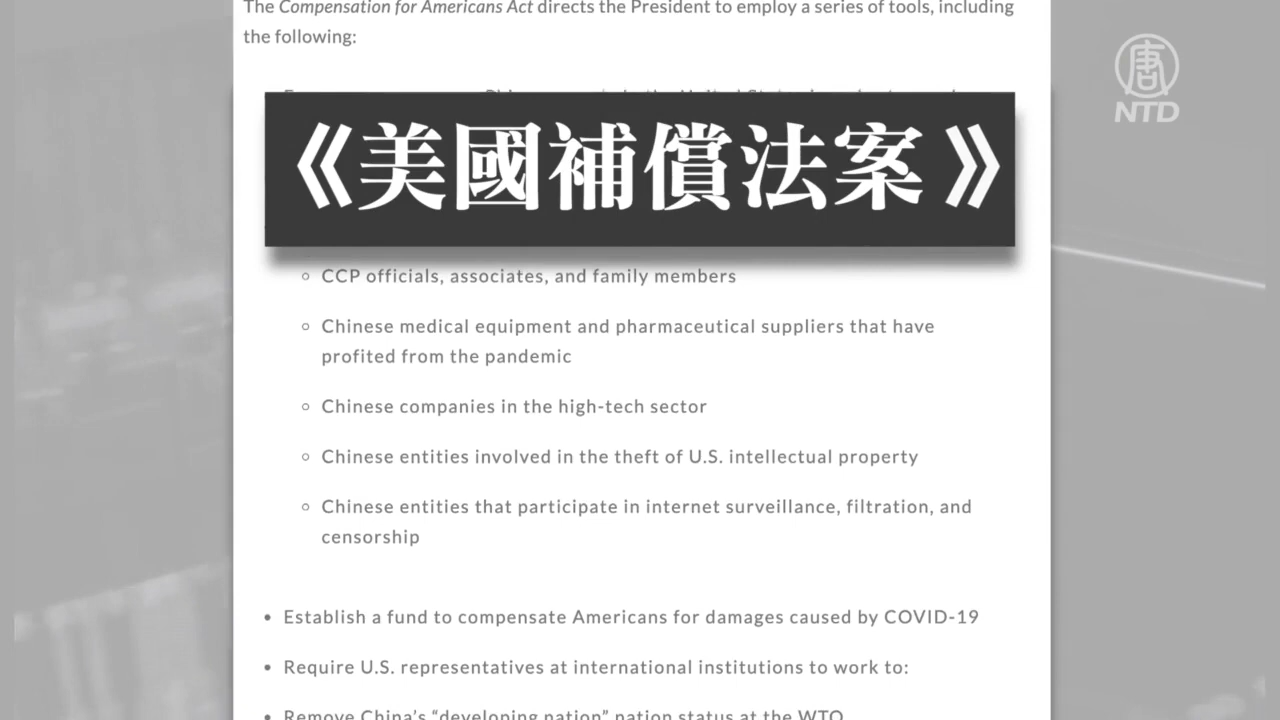 The Compensation for Americans Act directs the President to employ a series of tools, including
the following:
唐
NTD
《美國補償法案》
○ CCP officials, associates, and family members
○ Chinese medical equipment and pharmaceutical suppliers that have
profited from the pandemic
○ Chinese companies in the high-tech sector
○ Chinese entities involved in the theft of U.S. intellectual property
○ Chinese entities that participate in internet surveillance, filtration, and
censorship
• Establish a fund to compensate Americans for damages caused by COVID-19
• Require U.S. representatives at international institutions to work to:
• Remove China's “developing nation” nation status at the WTO